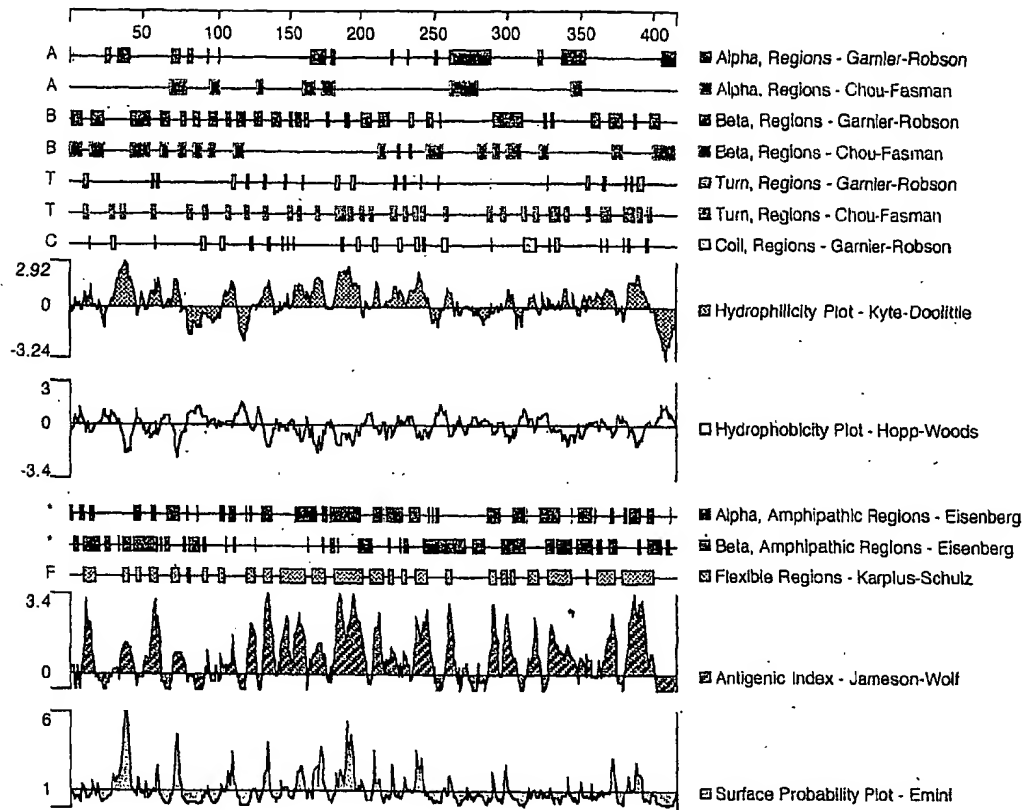 50 100 150 200 250 300 350 400
A Alpha, Regions - Garnier-Robson
A Alpha, Regions - Chou-Fasman
B Beta, Regions - Garnier-Robson
B Beta, Regions - Chou-Fasman
T Turn, Regions - Garnier-Robson
T Turn, Regions - Chou-Fasman
C Coil, Regions - Garnier-Robson
2.92
0
Hydrophilicity Plot - Kyte-Doolittle
-3.24
3
0
Hydrophobicity Plot - Hopp-Woods
-3.4
* Alpha, Amphipathic Regions - Eisenberg
* Beta, Amphipathic Regions - Eisenberg
F Flexible Regions - Karplus-Schulz
3.4
0
Antigenic Index - Jameson-Wolf
6
1
Surface Probability Plot - Emini